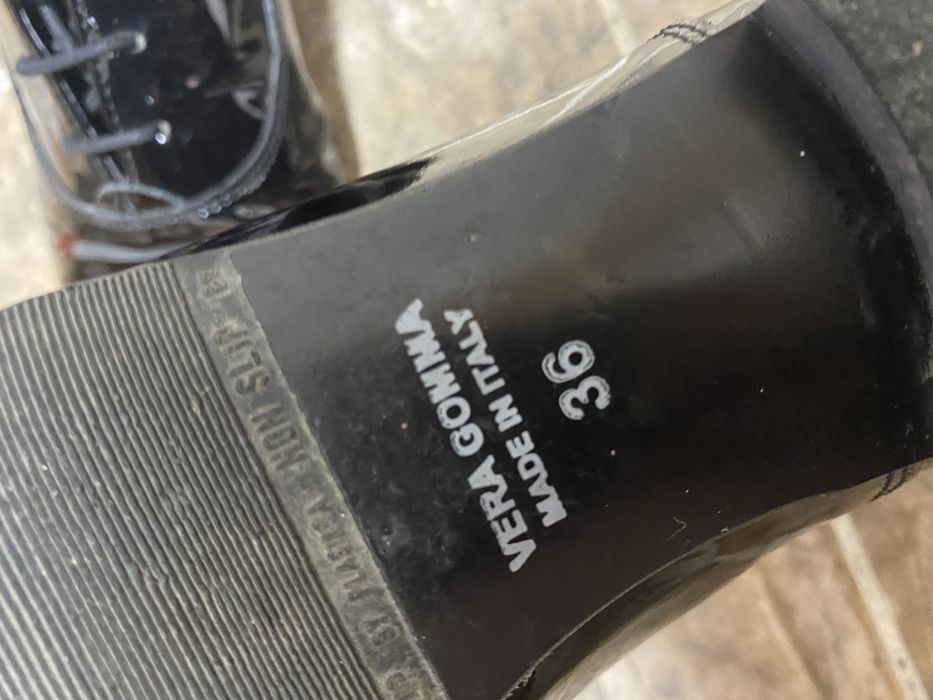 VERA GOMMA
MADE IN ITALY
36
NON SLIP